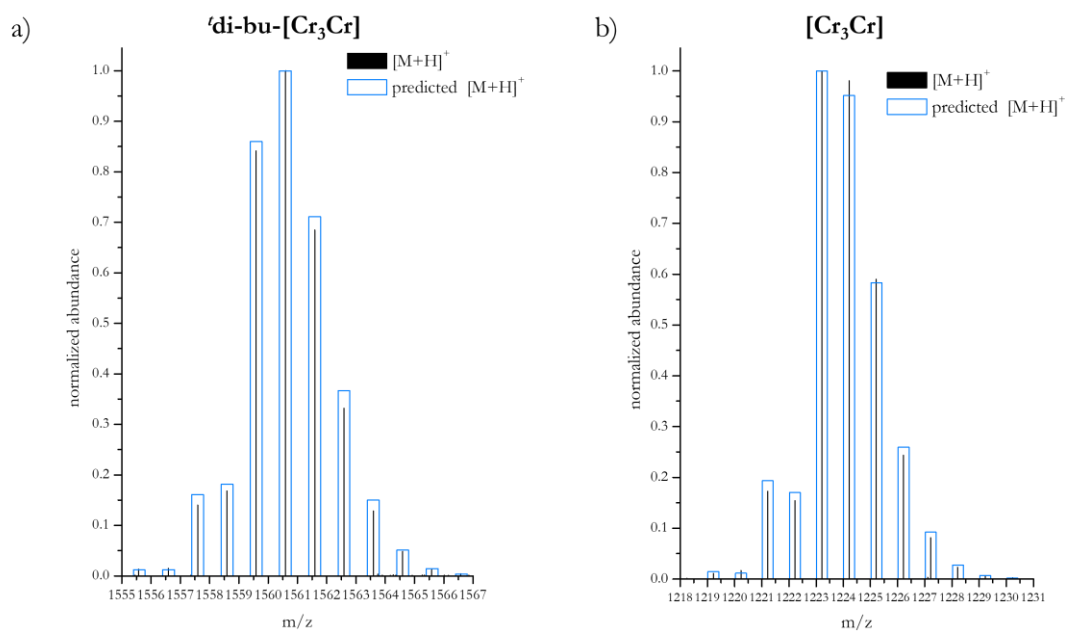 a)
ᵗdi-bu-[Cr₃Cr]
[M+H]⁺
predicted [M+H]⁺
normalized abundance
1.0
0.9
0.8
0.7
0.6
0.5
0.4
0.3
0.2
0.1
0.0
1555 1556 1557 1558 1559 1560 1561 1562 1563 1564 1565 1566 1567
m/z
b)
[Cr₃Cr]
[M+H]⁺
predicted [M+H]⁺
normalized abundance
1.0
0.9
0.8
0.7
0.6
0.5
0.4
0.3
0.2
0.1
0.0
1218 1219 1220 1221 1222 1223 1224 1225 1226 1227 1228 1229 1230 1231
m/z